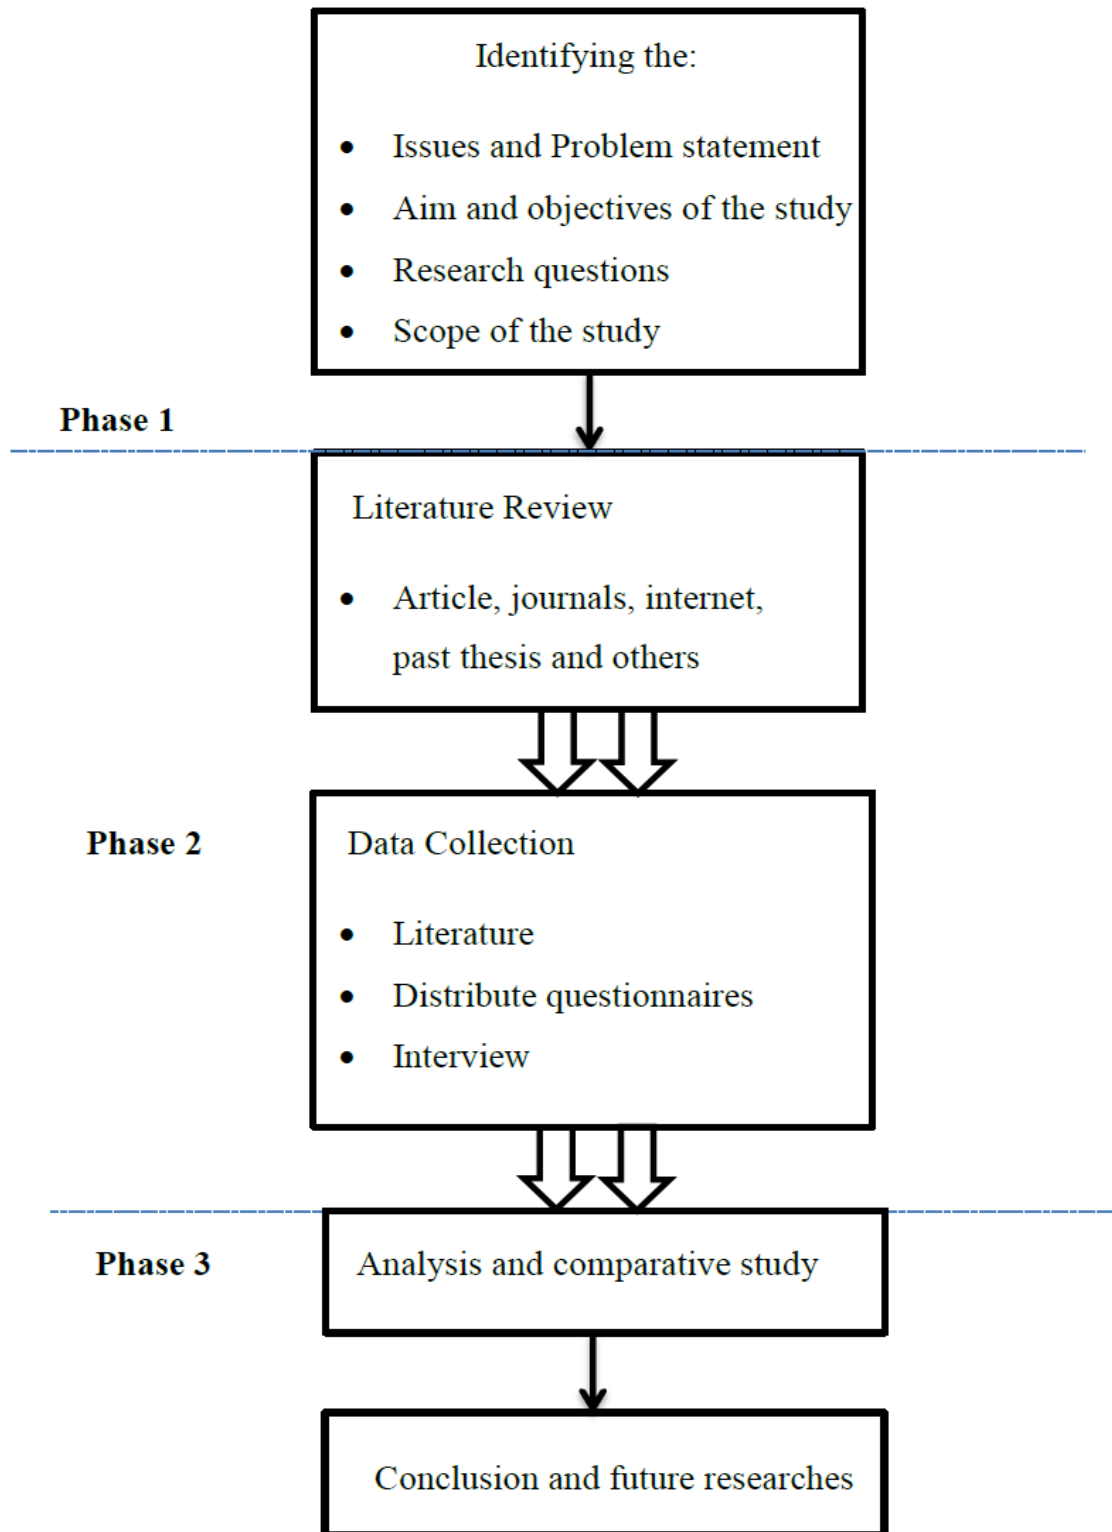 Identifying the:
• Issues and Problem statement
• Aim and objectives of the study
• Research questions
• Scope of the study
Phase 1
Literature Review
• Article, journals, internet,
past thesis and others
Phase 2
Data Collection
• Literature
• Distribute questionnaires
• Interview
Phase 3
Analysis and comparative study
Conclusion and future researches